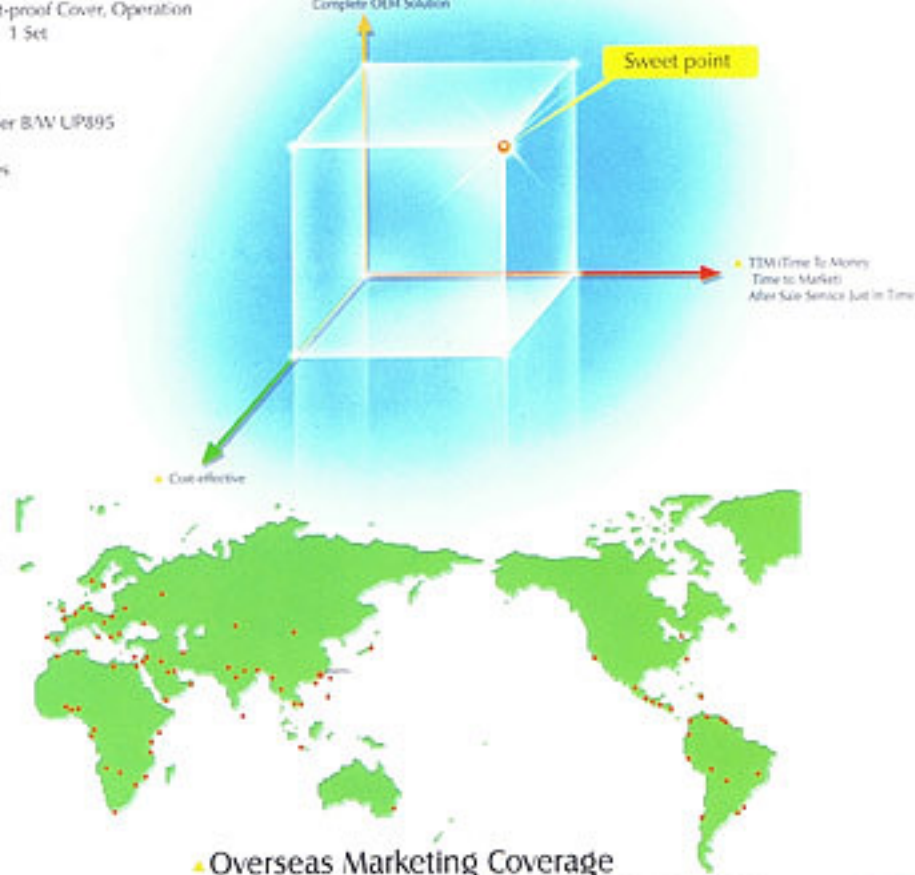 t-proof Cover, Operation
1 Set
Complete OEM Solution
Sweet point
er B/W UP895
s
TTM (Time To Money
Time to Market)
After Sale Service Just In Time
Cost-effective
Overseas Marketing Coverage